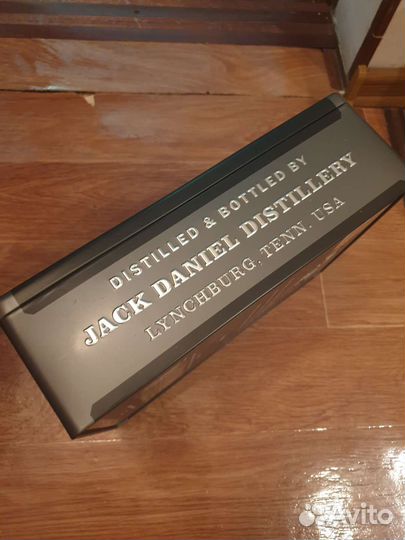 DISTILLED & BOTTLED BY
JACK DANIEL DISTILLERY
LYNCHBURG, TENN. USA
Avito